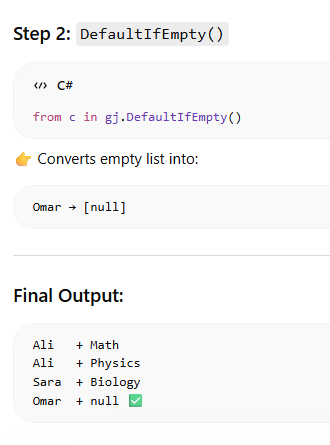 Step 2: DefaultIfEmpty()
</> C#
from c in gj.DefaultIfEmpty()
👉 Converts empty list into:
Omar → [null]
Final Output:
Ali   + Math
Ali   + Physics
Sara  + Biology
Omar  + null ✅